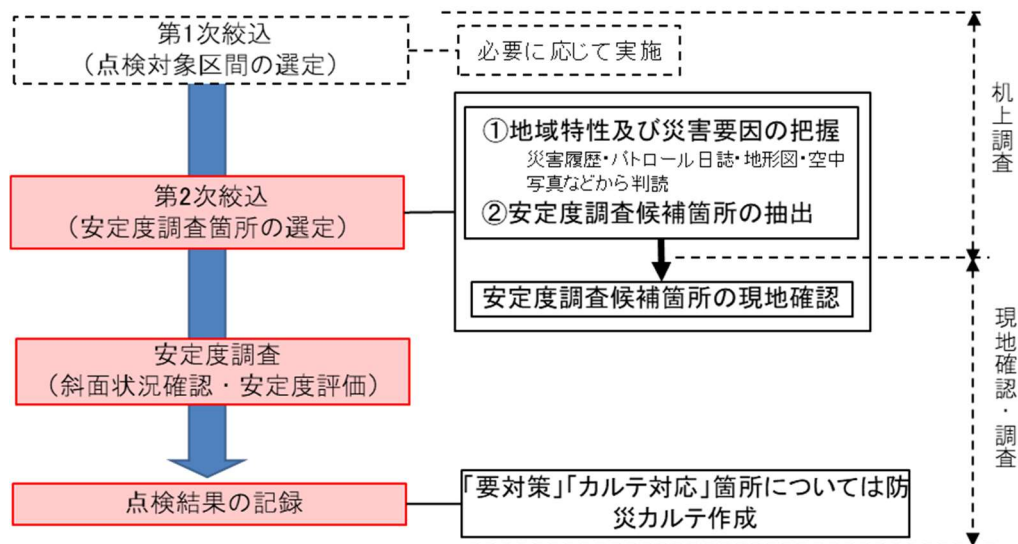 第1次絞込
（点検対象区間の選定）
必要に応じて実施
①地域特性及び災害要因の把握
災害履歴・パトロール日誌・地形図・空中
写真などから判読
②安定度調査候補箇所の抽出
第2次絞込
（安定度調査箇所の選定）
安定度調査候補箇所の現地確認
机上調査
安定度調査
（斜面状況確認・安定度評価）
現地確認・調査
点検結果の記録
「要対策」「カルテ対応」箇所については防
災カルテ作成